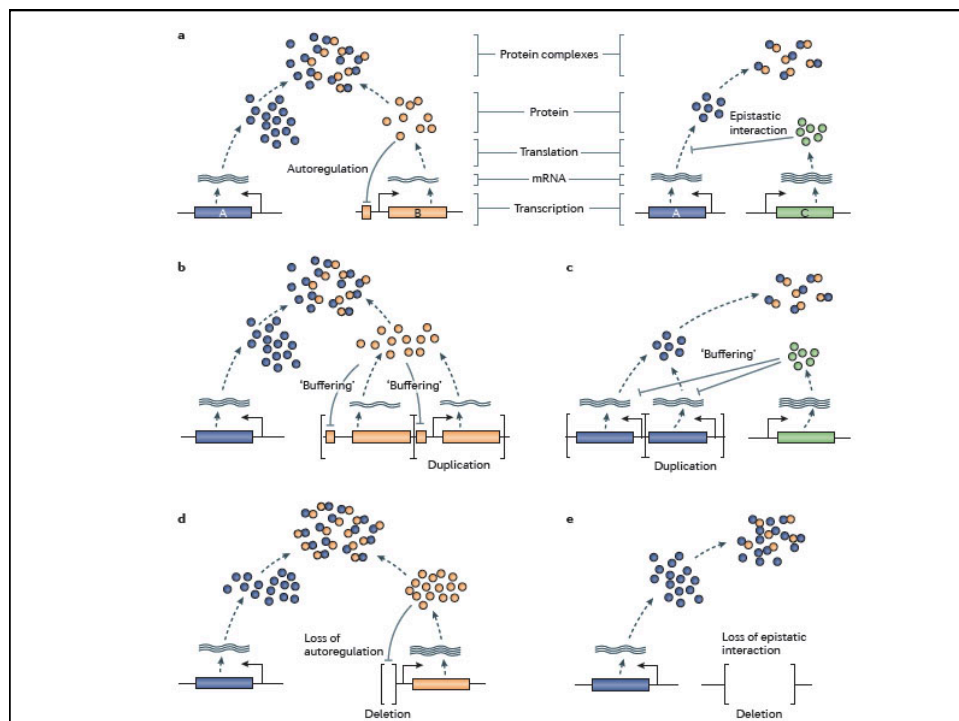 a
Protein complexes
Protein
Epistastic
interaction
Autoregulation
Translation
mRNA
A
B
Transcription
A
C
b
c
'Buffering'
'Buffering'
'Buffering'
Duplication
Duplication
d
e
Loss of
autoregulation
Loss of epistatic
interaction
Deletion
Deletion